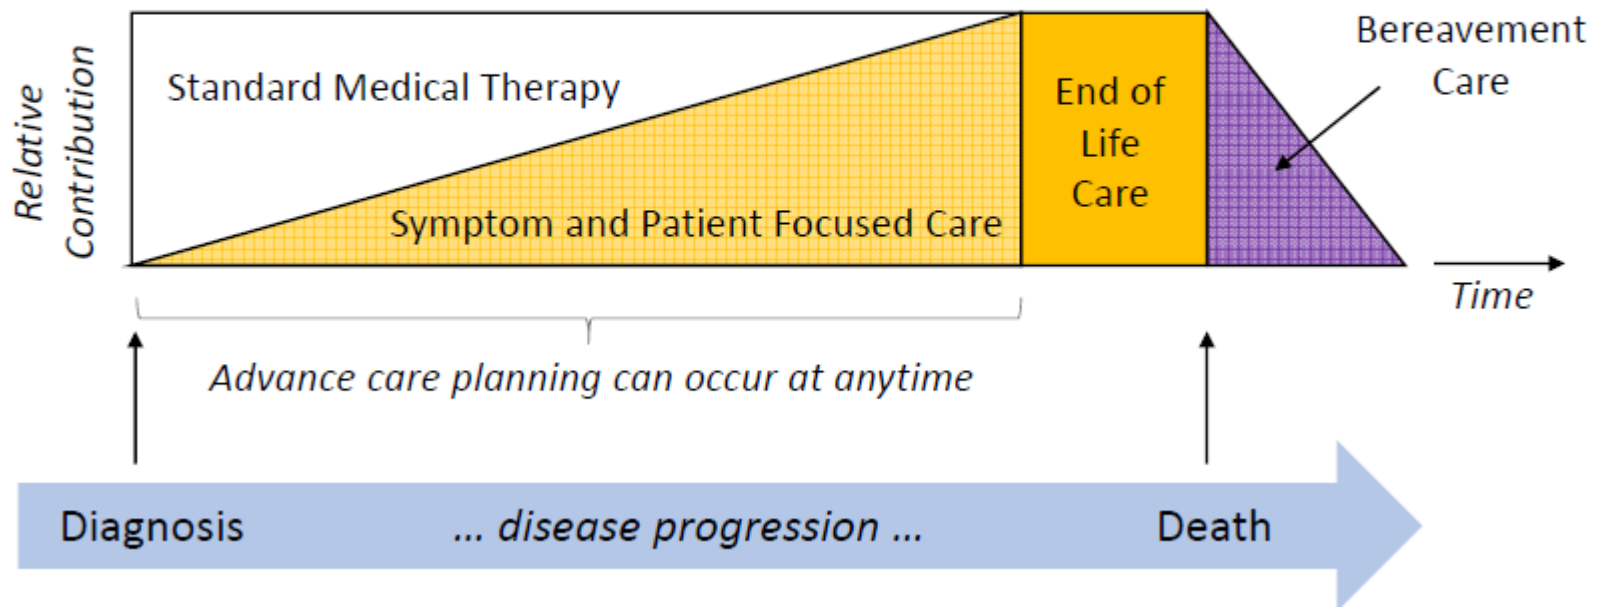 Relative
Contribution
Standard Medical Therapy
Symptom and Patient Focused Care
End of
Life
Care
Bereavement
Care
Time
Advance care planning can occur at anytime
Diagnosis
... disease progression ...
Death